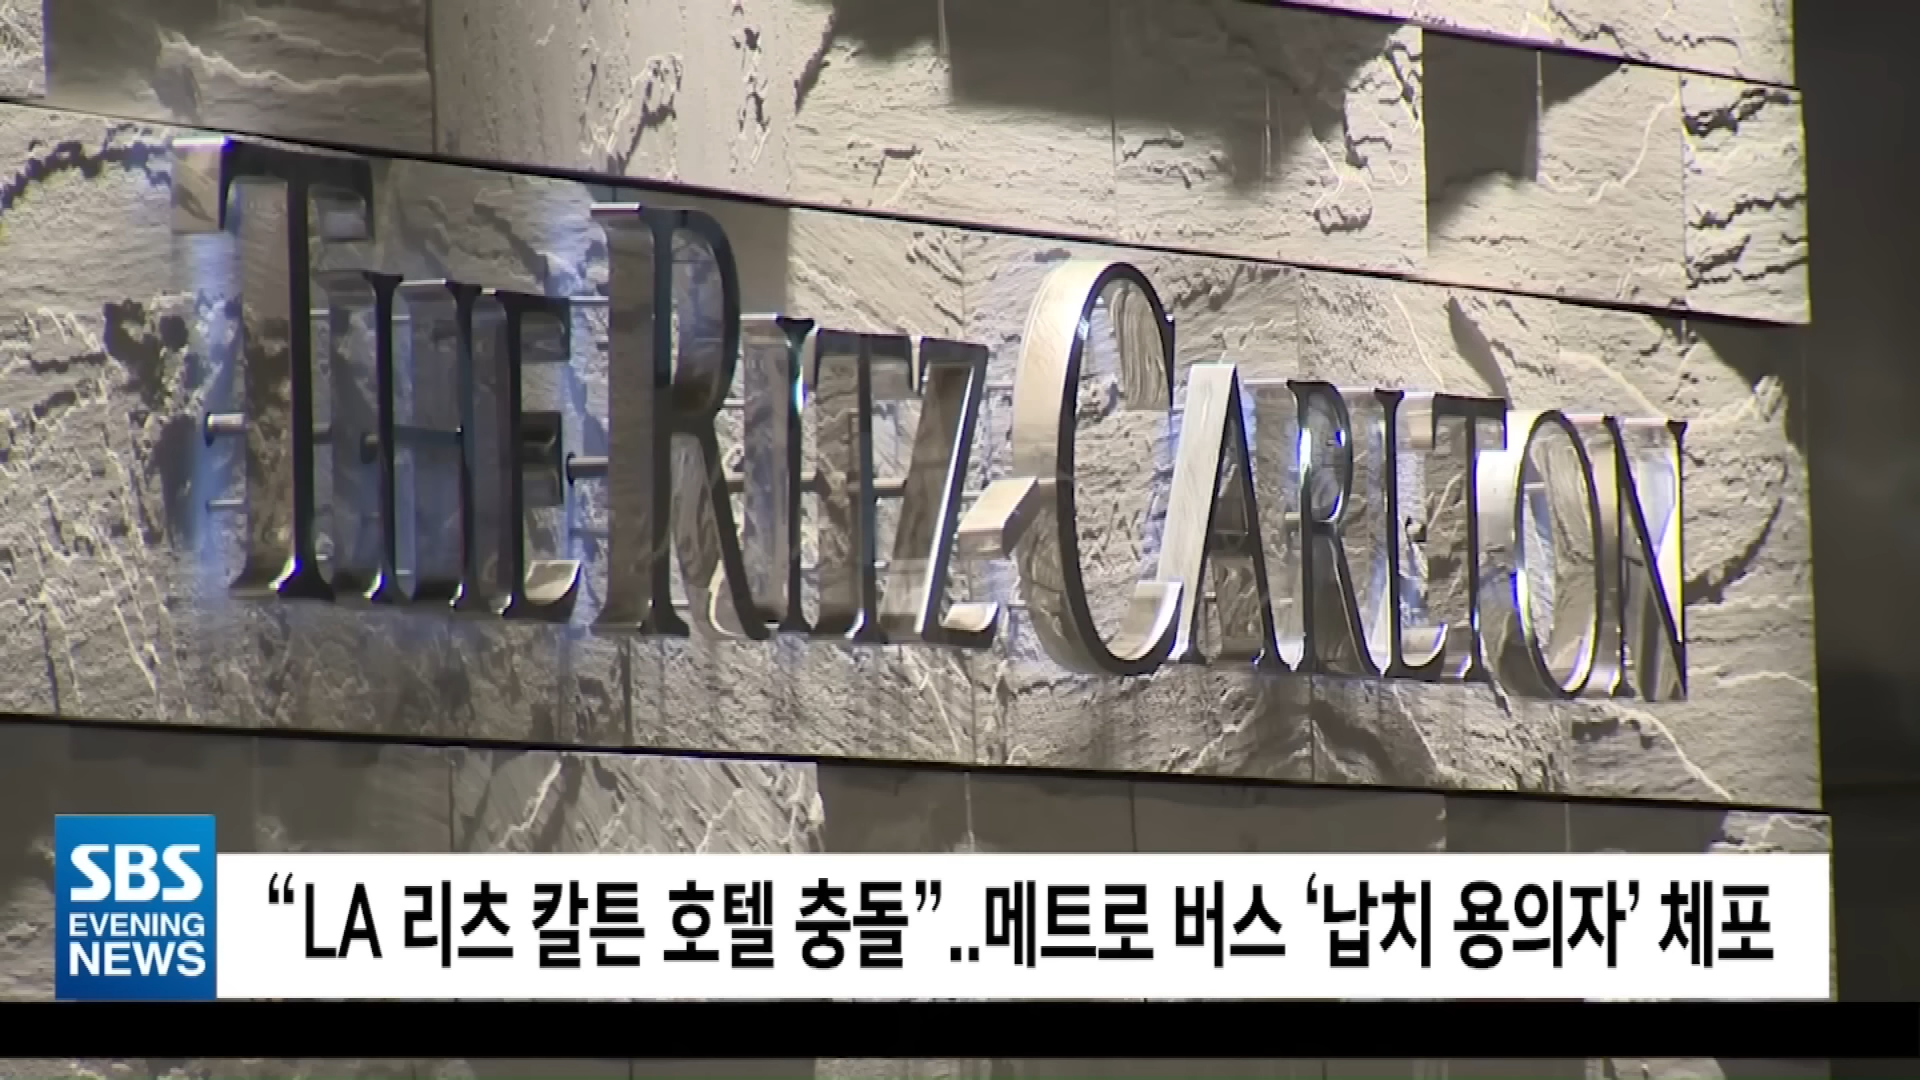 THE RITZ-CARLTON
SBS
EVENING
NEWS
“LA 리츠 칼튼 호텔 충돌”..메트로 버스 ‘납치 용의자’ 체포